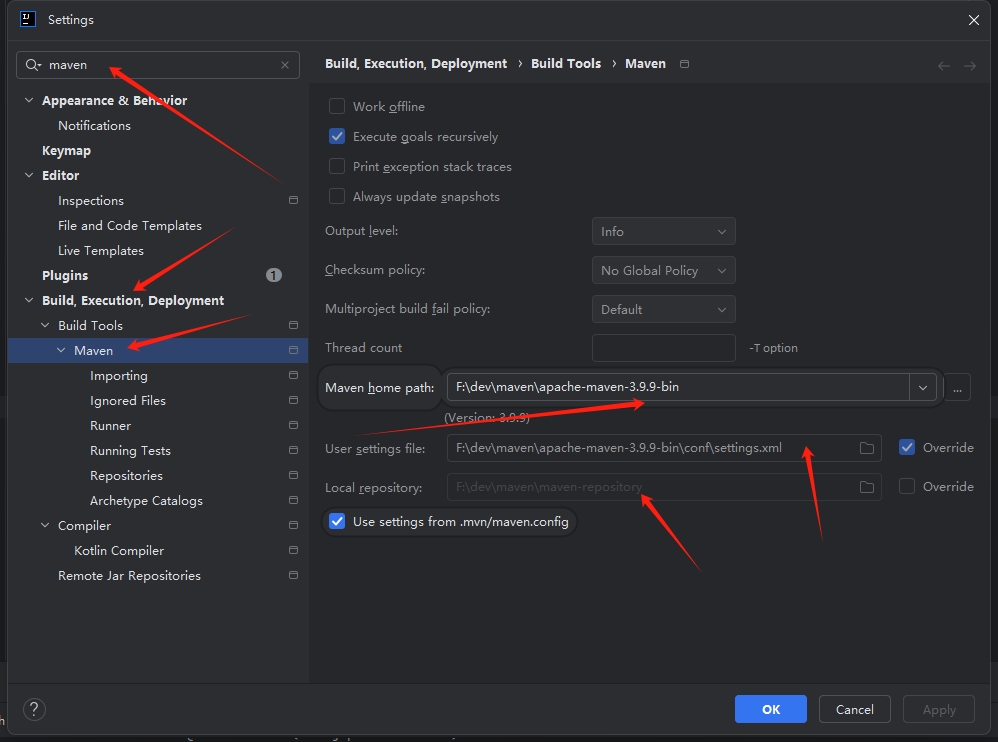 Settings
maven
Appearance & Behavior
Notifications
Keymap
Editor
Inspections
File and Code Templates
Live Templates
Plugins
1
Build, Execution, Deployment
Build Tools
Maven
Importing
Ignored Files
Runner
Running Tests
Repositories
Archetype Catalogs
Compiler
Kotlin Compiler
Remote Jar Repositories
Build, Execution, Deployment › Build Tools › Maven
Work offline
Execute goals recursively
Print exception stack traces
Always update snapshots
Output level: Info
Checksum policy: No Global Policy
Multiproject build fail policy: Default
Thread count -T option
Maven home path: F:\dev\maven\apache-maven-3.9.9-bin ...
(Version: 3.9.9)
User settings file: F:\dev\maven\apache-maven-3.9.9-bin\conf\settings.xml Override
Local repository: F:\dev\maven\maven-repository Override
Use settings from .mvn/maven.config
? OK Cancel Apply